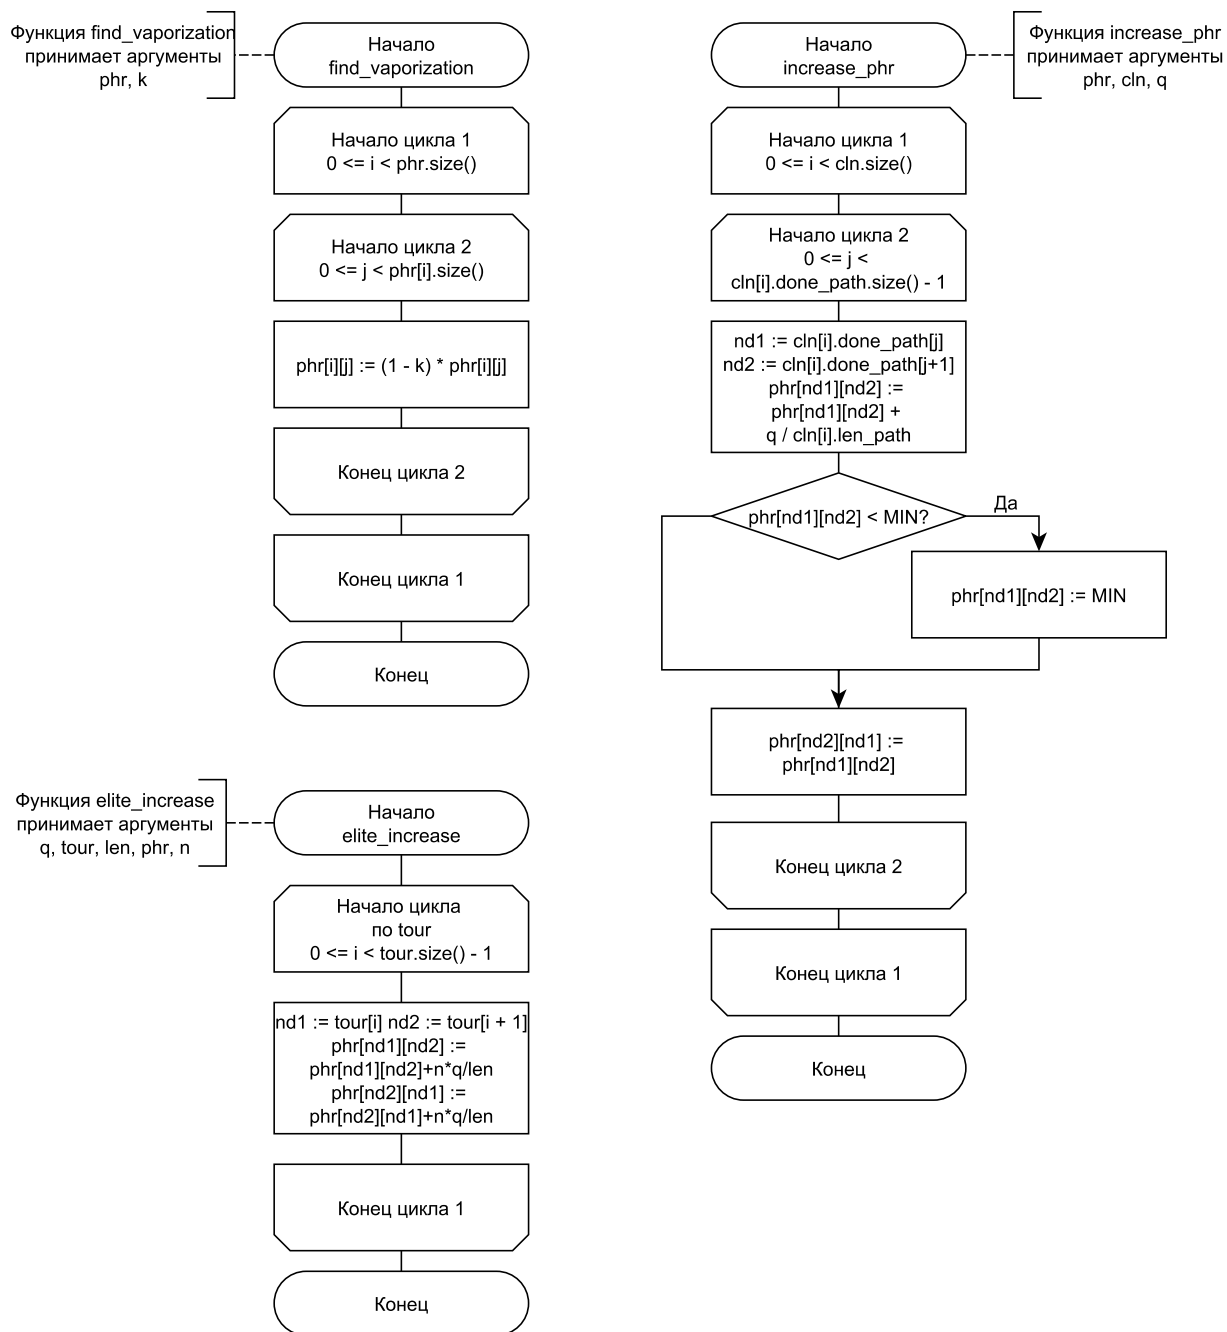 Функция find_vaporization
принимает аргументы
phr, k
Начало
find_vaporization
Начало цикла 1
0 <= i < phr.size()
Начало цикла 2
0 <= j < phr[i].size()
phr[i][j] := (1 - k) * phr[i][j]
Конец цикла 2
Конец цикла 1
Конец
Функция elite_increase
принимает аргументы
q, tour, len, phr, n
Начало
elite_increase
Начало цикла
по tour
0 <= i < tour.size() - 1
nd1 := tour[i] nd2 := tour[i + 1]
phr[nd1][nd2] :=
phr[nd1][nd2]+n*q/len
phr[nd2][nd1] :=
phr[nd2][nd1]+n*q/len
Конец цикла 1
Конец
Начало
increase_phr
Функция increase_phr
принимает аргументы
phr, cln, q
Начало цикла 1
0 <= i < cln.size()
Начало цикла 2
0 <= j <
cln[i].done_path.size() - 1
nd1 := cln[i].done_path[j]
nd2 := cln[i].done_path[j+1]
phr[nd1][nd2] :=
phr[nd1][nd2] +
q / cln[i].len_path
phr[nd1][nd2] < MIN?
Да
phr[nd1][nd2] := MIN
phr[nd2][nd1] :=
phr[nd1][nd2]
Конец цикла 2
Конец цикла 1
Конец